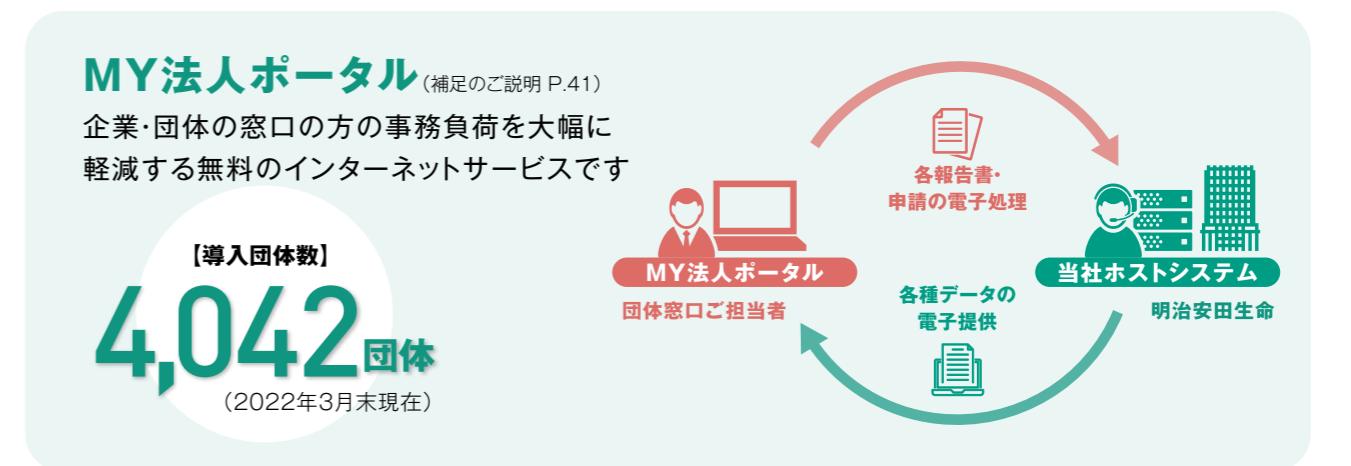 MY法人ポータル(補足のご説明 P.41)
企業･団体の窓口の方の事務負荷を大幅に
軽減する無料のインターネットサービスです
【導入団体数】
4,042団体
(2022年3月末現在)
各報告書･
申請の電子処理
MY法人ポータル
団体窓口ご担当者
当社ホストシステム
明治安田生命
各種データの
電子提供